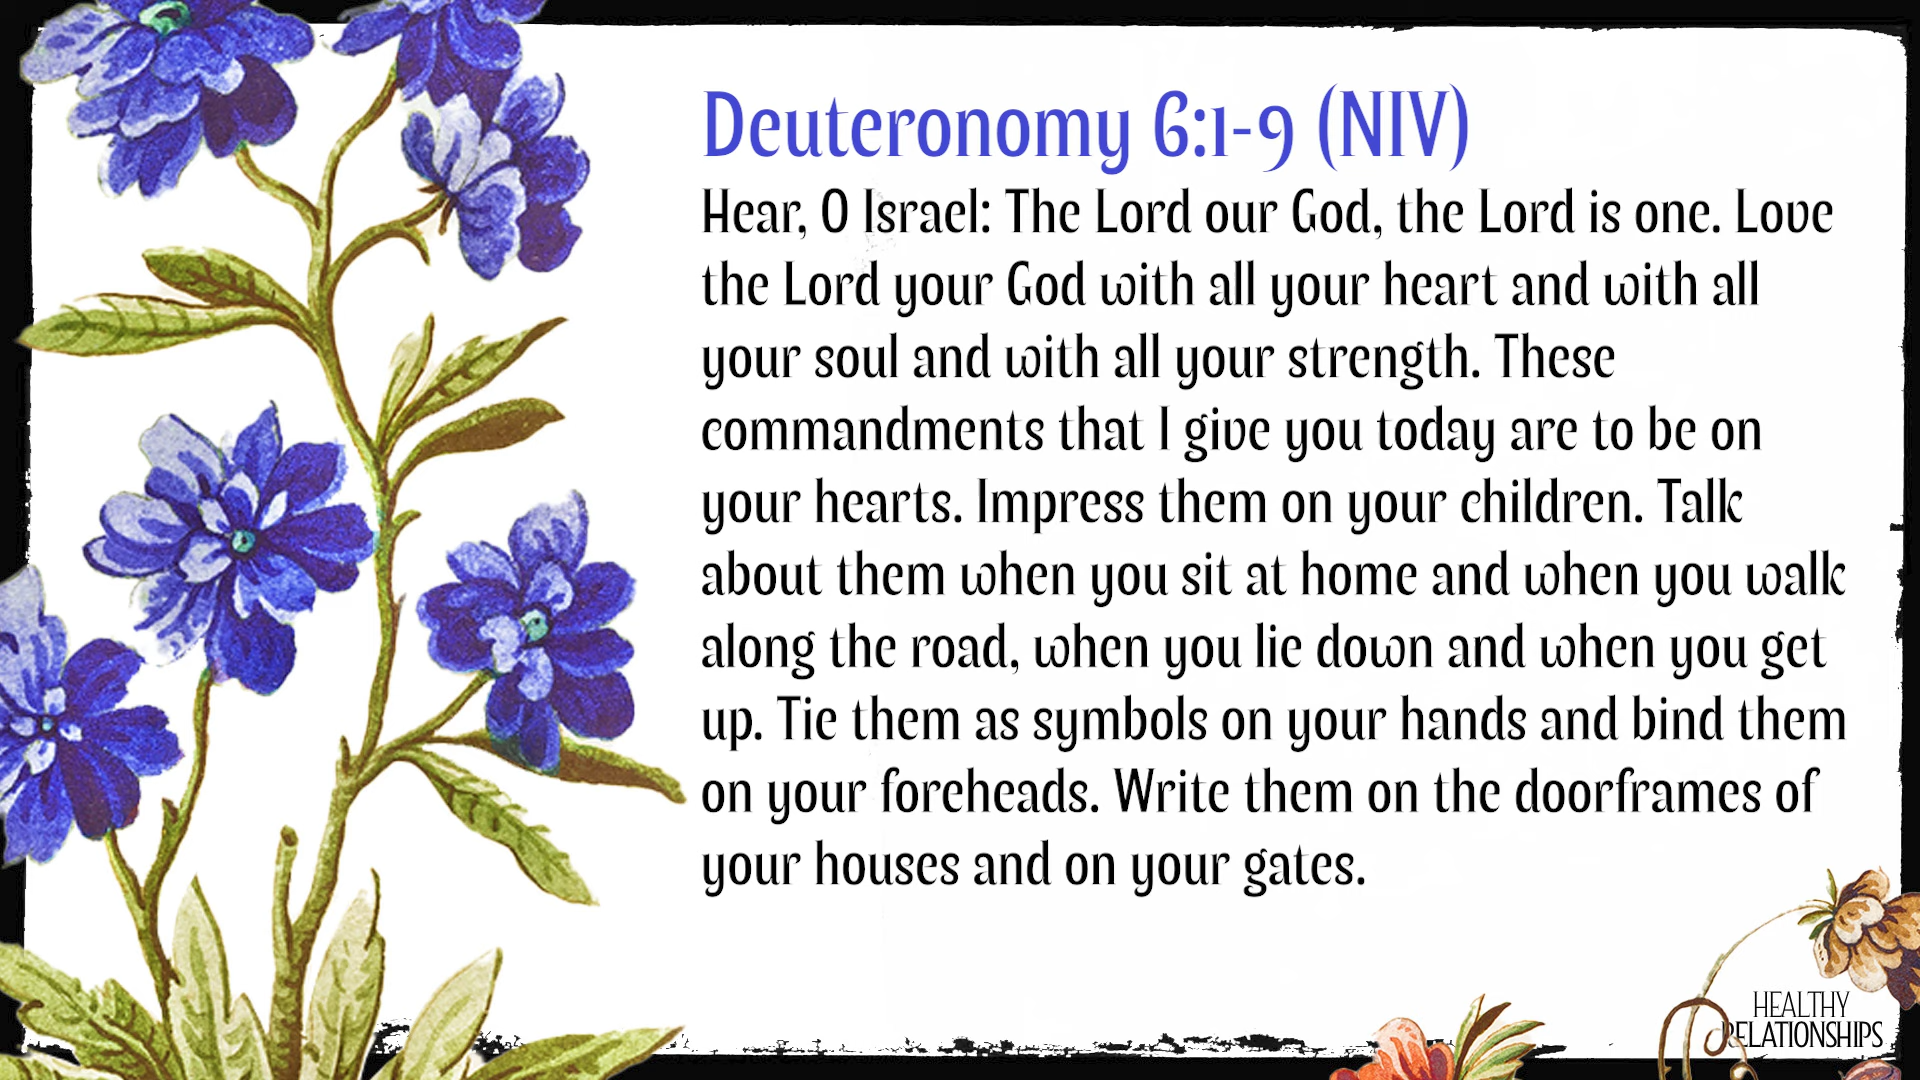 Deuteronomy 6:1-9 (NIV)
Hear, O Israel: The Lord our God, the Lord is one. Love
the Lord your God with all your heart and with all
your soul and with all your strength. These
commandments that I give you today are to be on
your hearts. Impress them on your children. Talk
about them when you sit at home and when you walk
along the road, when you lie down and when you get
up. Tie them as symbols on your hands and bind them
on your foreheads. Write them on the doorframes of
your houses and on your gates.
HEALTHY
RELATIONSHIPS